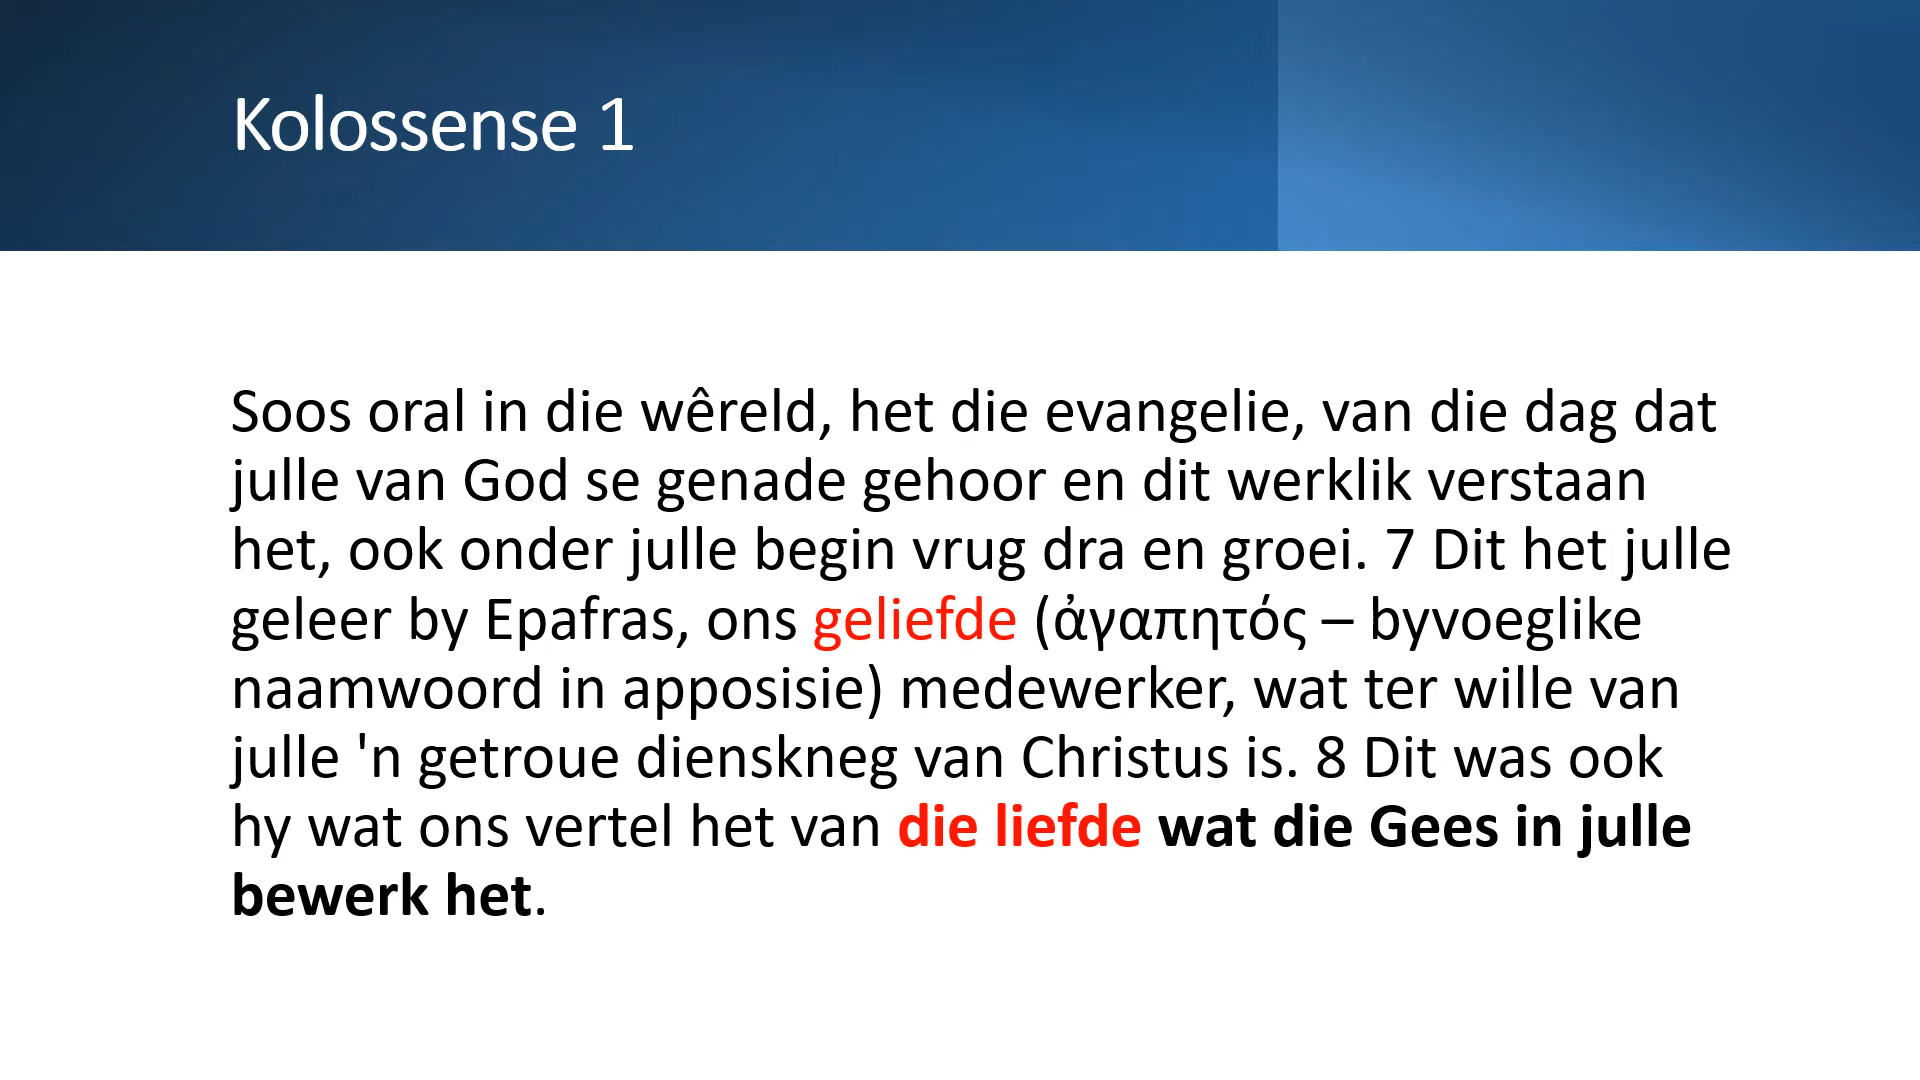 Kolossense 1
Soos oral in die wêreld, het die evangelie, van die dag dat
julle van God se genade gehoor en dit werklik verstaan
het, ook onder julle begin vrug dra en groei. 7 Dit het julle
geleer by Epafras, ons geliefde (ἀγαπητός – byvoeglike
naamwoord in apposisie) medewerker, wat ter wille van
julle 'n getroue dienskneg van Christus is. 8 Dit was ook
hy wat ons vertel het van die liefde wat die Gees in julle
bewerk het.